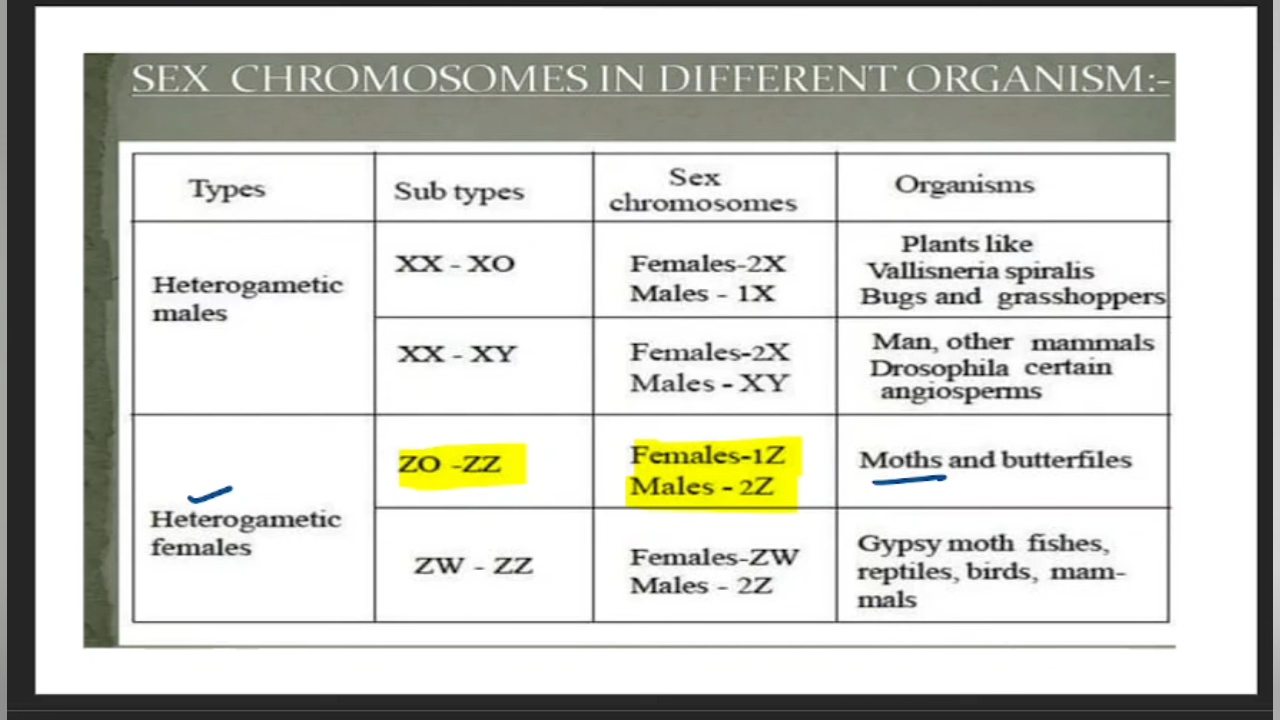 SEX CHROMOSOMES IN DIFFERENT ORGANISM:-
Types
Sub types
Sex
chromosomes
Organisms
Heterogametic
males
XX - XO
Females-2X
Males - 1X
Plants like
Vallisneria spiralis
Bugs and grasshoppers
XX - XY
Females-2X
Males - XY
Man, other mammals
Drosophila certain
angiosperms
Heterogametic
females
ZO -ZZ
Females-1Z
Males - 2Z
Moths and butterfiles
ZW - ZZ
Females-ZW
Males - 2Z
Gypsy moth fishes,
reptiles, birds, mam-
mals